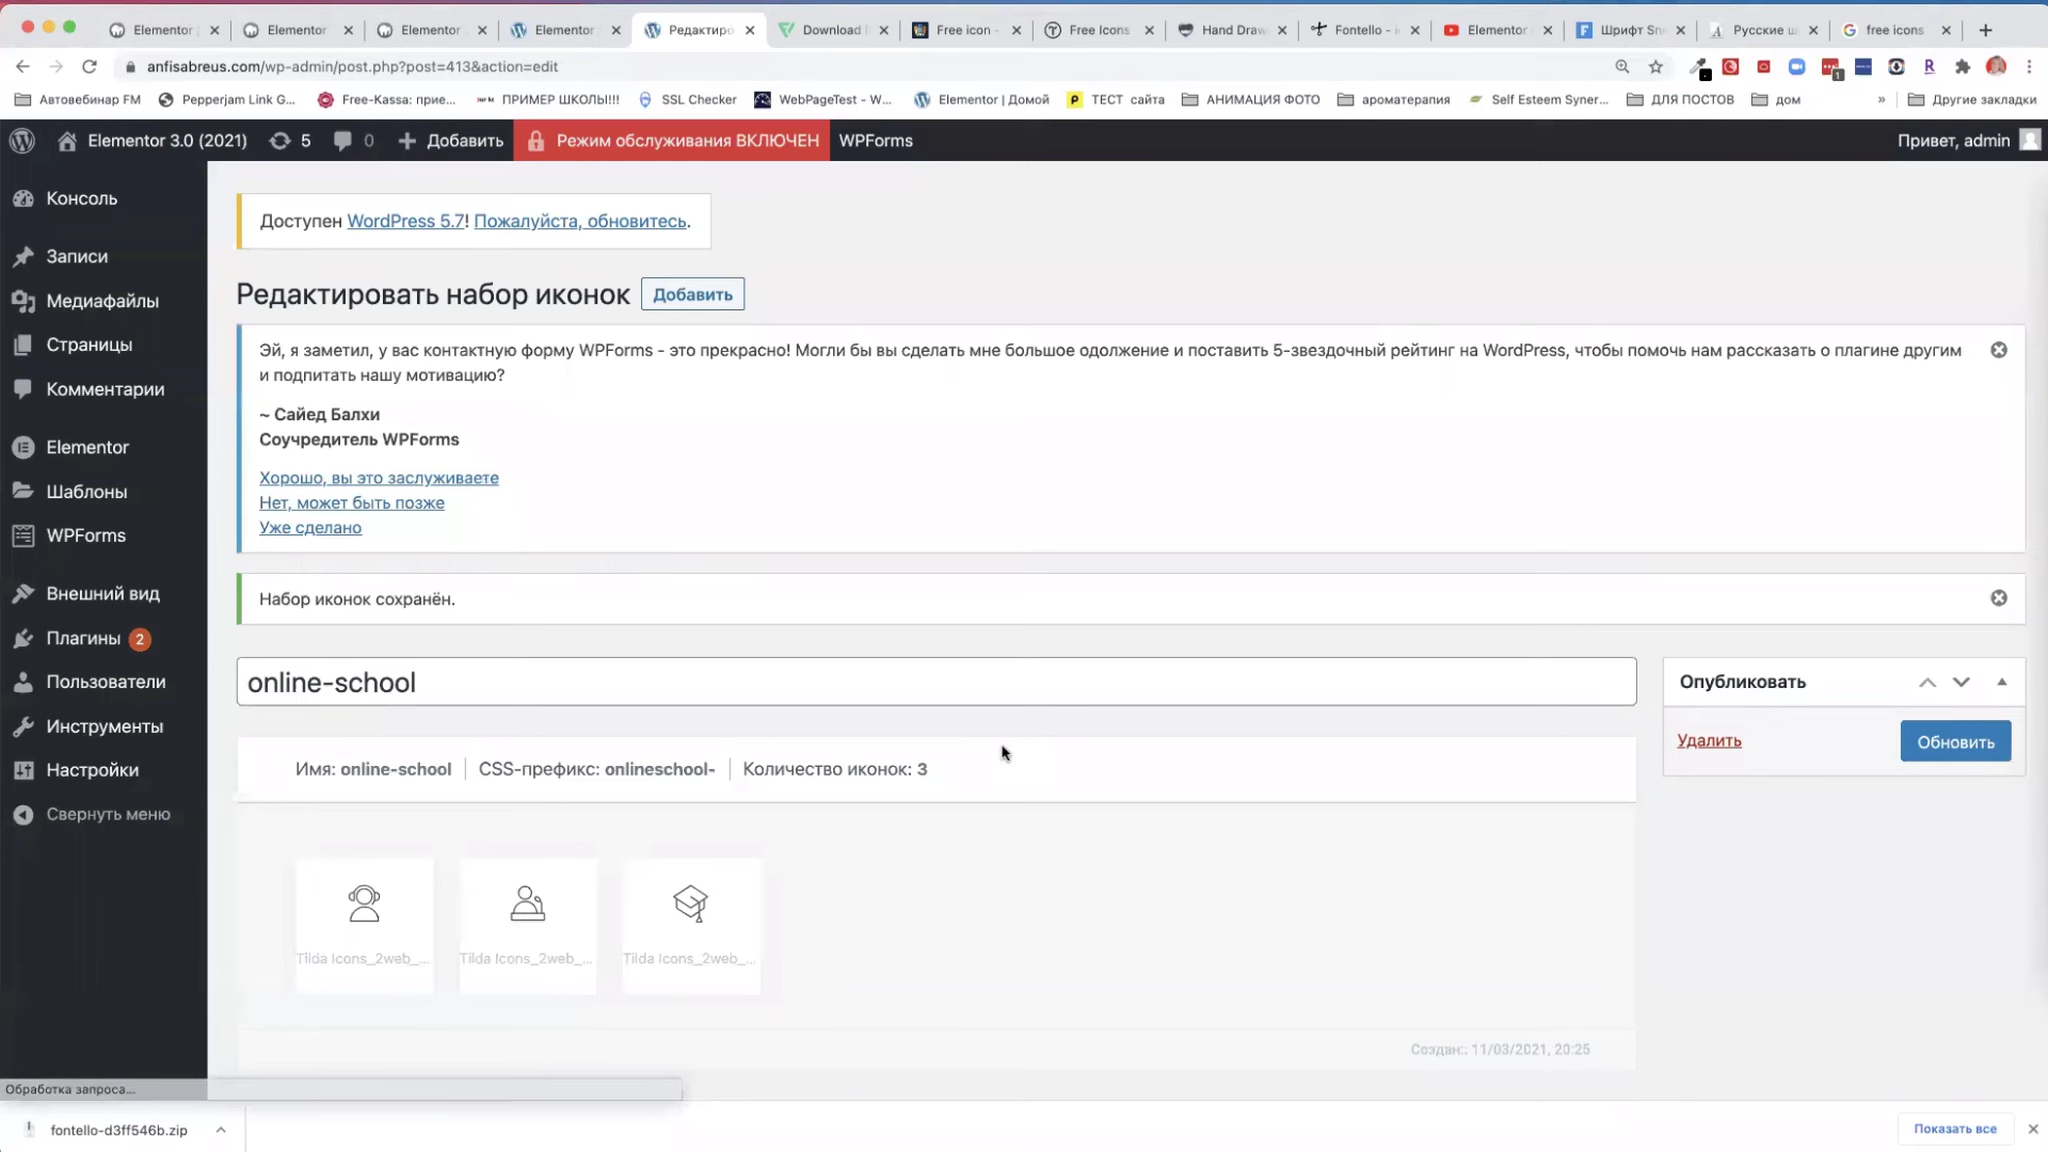 Elementor
Elementor
Elementor
Elementor
Редактиро
Download
Free icon -
Free Icons
Hand Draw
Fontello -
Elementor
Шрифт Sn
Русские ш
free icons
anfisabreus.com/wp-admin/post.php?post=413&action=edit
Автовебинар FM
Pepperjam Link G...
Free-Kassa: прие...
ПРИМЕР ШКОЛЫ!!!
SSL Checker
WebPageTest - W...
Elementor | Домой
ТЕСТ сайта
АНИМАЦИЯ ФОТО
ароматерапия
Self Esteem Syner...
ДЛЯ ПОСТОВ
дом
»
Другие закладки
Elementor 3.0 (2021)
5
0
Добавить
Режим обслуживания ВКЛЮЧЕН
WPForms
Привет, admin
Консоль
Записи
Медиафайлы
Страницы
Комментарии
Elementor
Шаблоны
WPForms
Внешний вид
Плагины 2
Пользователи
Инструменты
Настройки
Свернуть меню
Доступен WordPress 5.7! Пожалуйста, обновитесь.
Редактировать набор иконок
Добавить
Эй, я заметил, у вас контактную форму WPForms - это прекрасно! Могли бы вы сделать мне большое одолжение и поставить 5-звездочный рейтинг на WordPress, чтобы помочь нам рассказать о плагине другим
и подпитать нашу мотивацию?
~ Сайед Балхи
Соучредитель WPForms
Хорошо, вы это заслуживаете
Нет, может быть позже
Уже сделано
Набор иконок сохранён.
online-school
Опубликовать
Удалить
Обновить
Имя: online-school
CSS-префикс: onlineschool-
Количество иконок: 3
Tilda Icons_2web_...
Tilda Icons_2web_...
Tilda Icons_2web_...
Создан:: 11/03/2021, 20:25
Обработка запроса...
fontello-d3ff546b.zip
Показать все